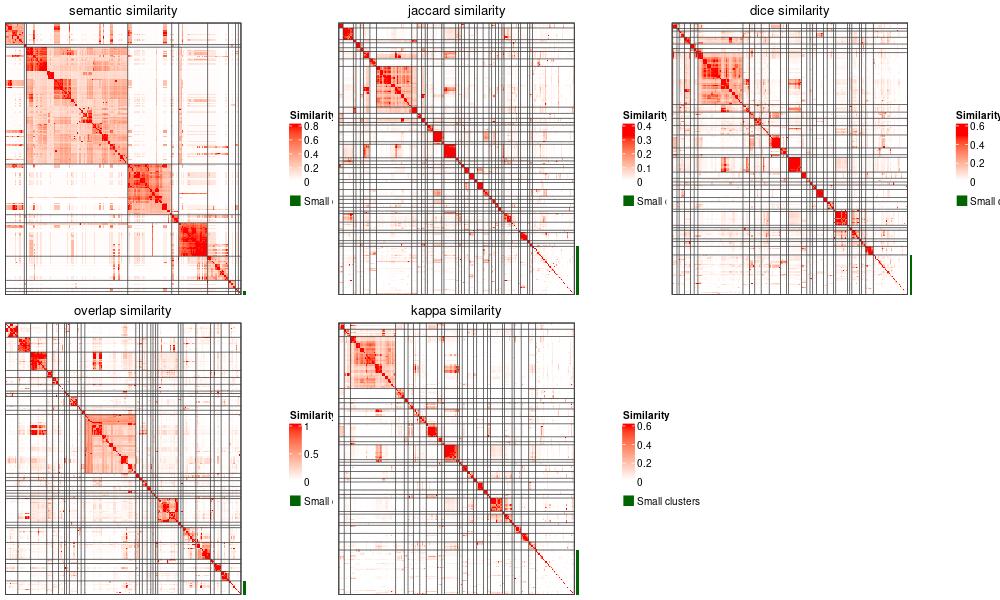 semantic similarity
Similarity
0.8
0.6
0.4
0.2
0
Small
jaccard similarity
Similarity
0.4
0.3
0.2
0.1
0
Small
dice similarity
Similarity
0.6
0.4
0.2
0
Small c
overlap similarity
Similarity
1
0.5
0
Small
kappa similarity
Similarity
0.6
0.4
0.2
0
Small clusters